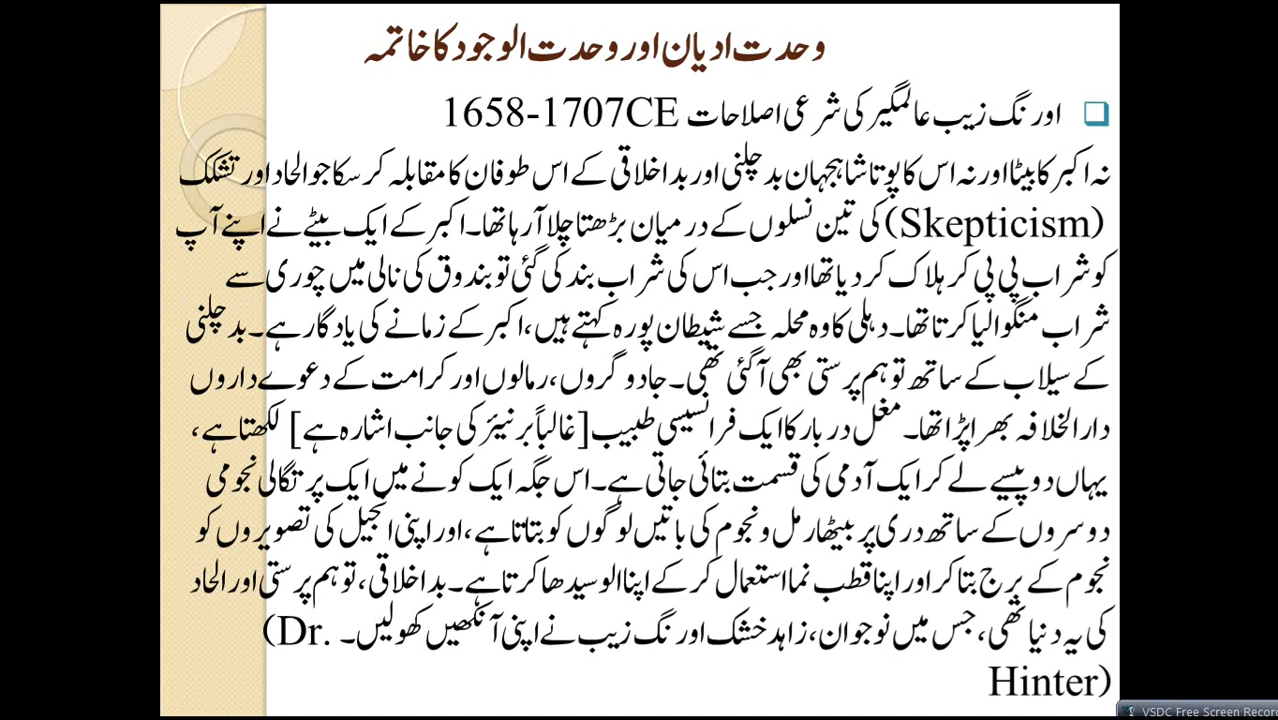 وحدت ادیان اور وحدت الوجود کا خاتمہ
اورنگ زیب عالمگیر کی شرعی اصلاحات 1658-1707CE
نہ اکبر کا بیٹا اور نہ اس کا پوتا شاہجہان بدچلنی اور بداخلاقی کے اس طوفان کا مقابلہ کر سکا جو الحاد اور تشکک
(Skepticism) کی تین نسلوں کے درمیان بڑھتا چلا آ رہا تھا۔ اکبر کے ایک بیٹے نے اپنے آپ
کو شراب پی پی کر ہلاک کر دیا تھا اور جب اس کی شراب بند کی گئی تو بندوق کی نالی میں چوری سے
شراب منگوا لیا کرتا تھا۔ دہلی کا وہ محلہ جسے شیطان پورہ کہتے ہیں، اکبر کے زمانے کی یادگار ہے۔ بدچلنی
کے سیلاب کے ساتھ توہم پرستی بھی آ گئی تھی۔ جادوگروں، رمالوں اور کرامت کے دعوے داروں
دارالخلافہ بھرا پڑا تھا۔ مغل دربار کا ایک فرانسیسی طبیب [غالباً برنیئر کی جانب اشارہ ہے] لکھتا ہے،
یہاں دو پیسے لے کر ایک آدمی کی قسمت بتائی جاتی ہے۔ اس جگہ ایک کونے میں ایک پرتگالی نجومی
دوسروں کے ساتھ دری پر بیٹھا رمل و نجوم کی باتیں لوگوں کو بتاتا ہے، اور اپنی انجیل کی تصویروں کو
نجوم کے برج بتا کر اور اپنا قطب نما استعمال کر کے اپنا الو سیدھا کرتا ہے۔ بداخلاقی، توہم پرستی اور الحاد
کی یہ دنیا تھی، جس میں نوجوان، زاہد خشک اورنگ زیب نے اپنی آنکھیں کھولیں۔ (Dr.
Hinter)
VSDC Free Screen Recor